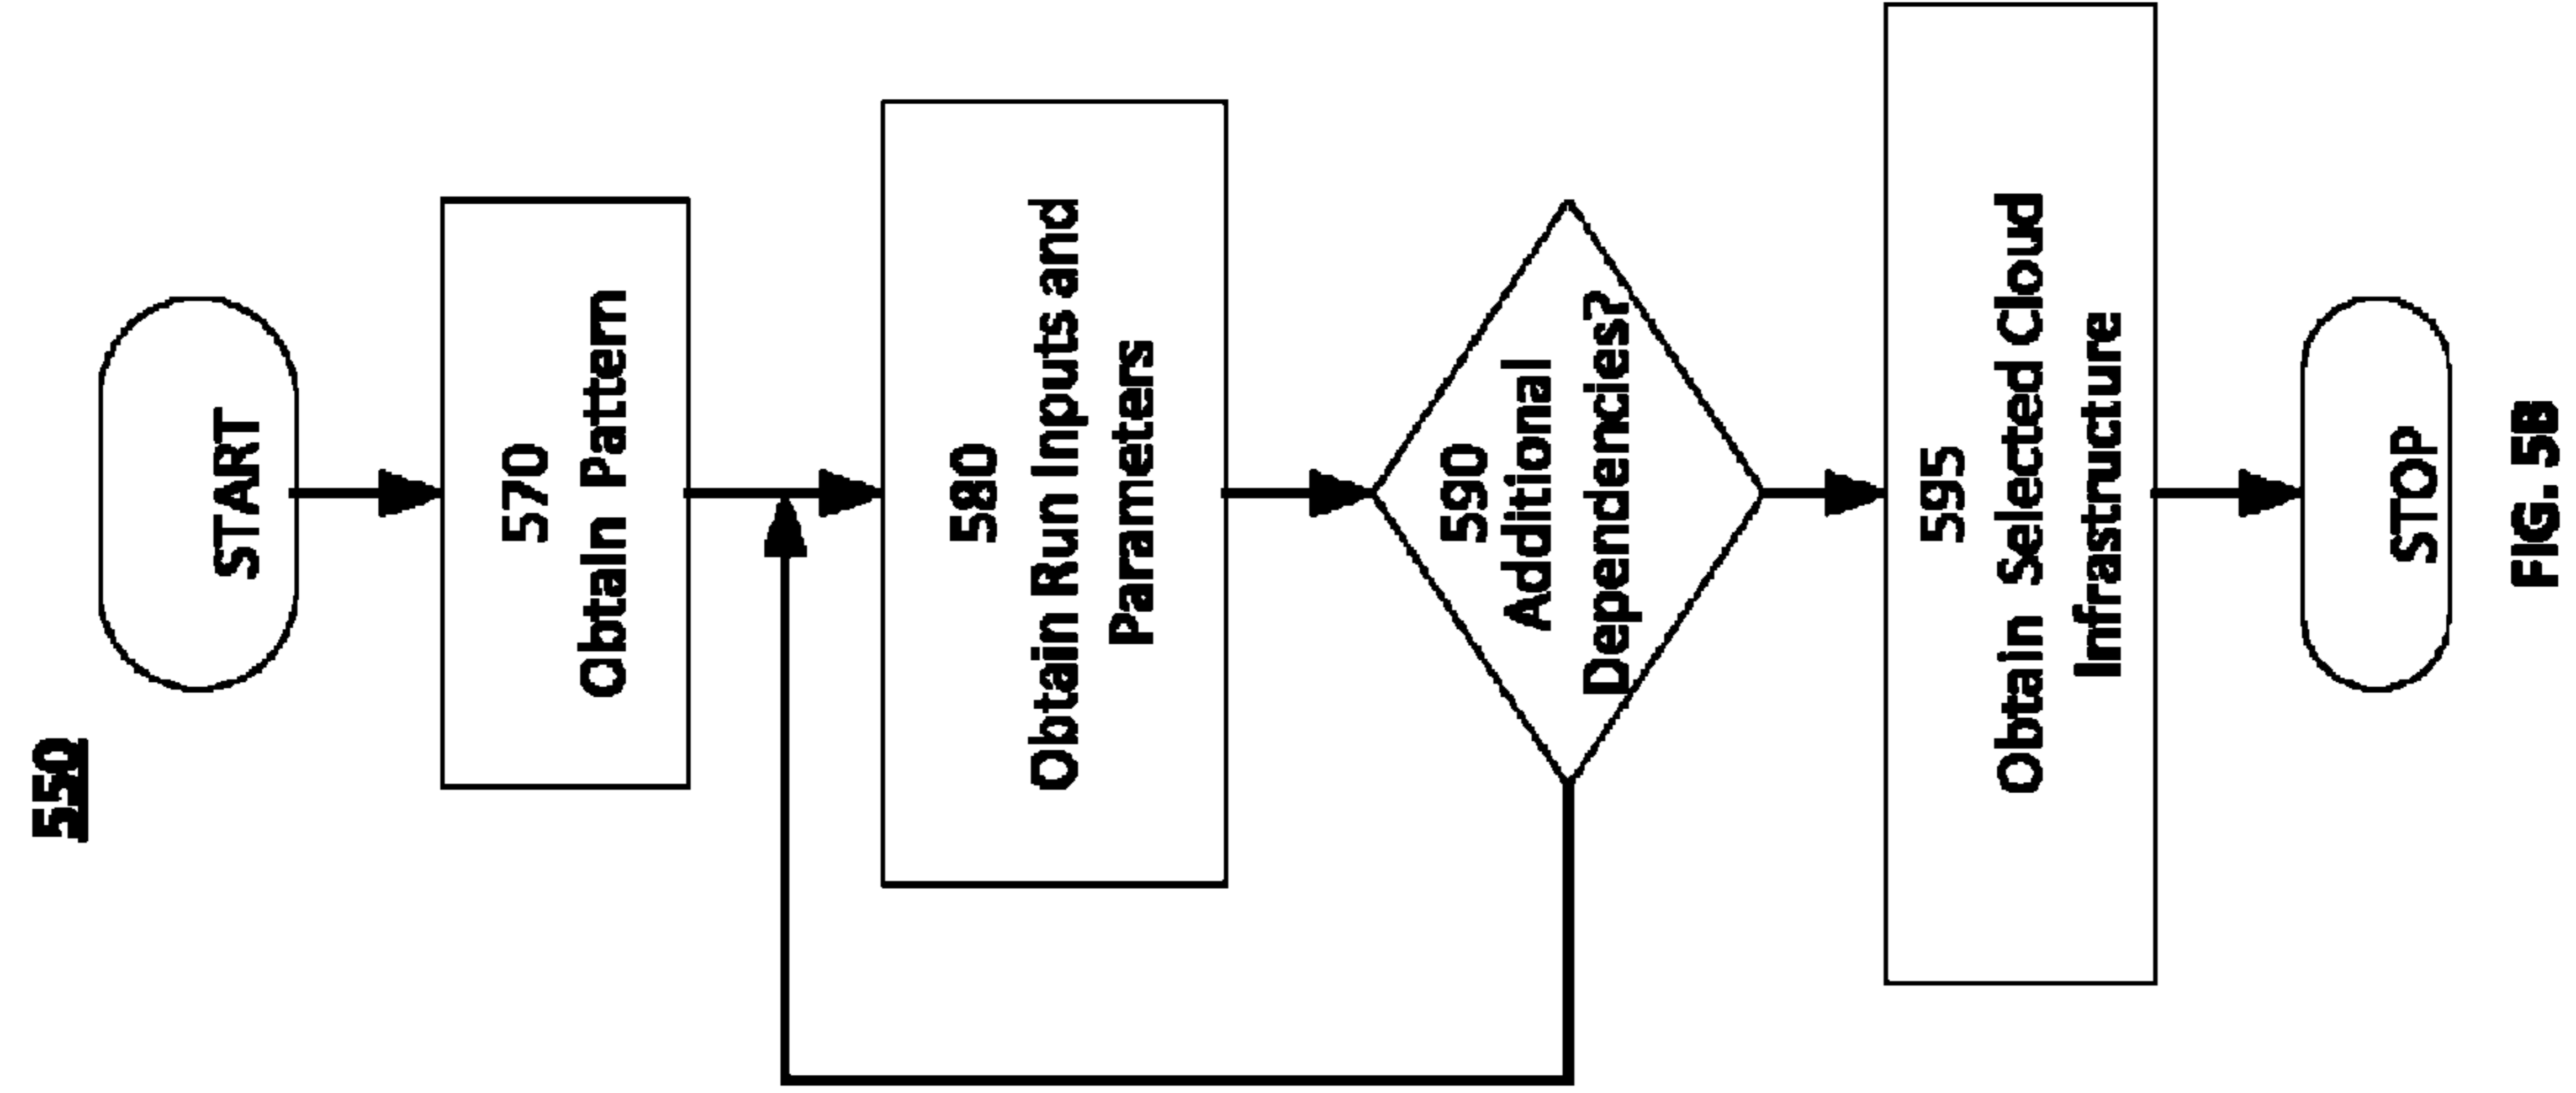 550
START
570
Obtain Pattern
580
Obtain Run Inputs and
Parameters
590
Additional
Dependencies?
595
Obtain Selected Cloud
Infrastructure
STOP
FIG. 5B